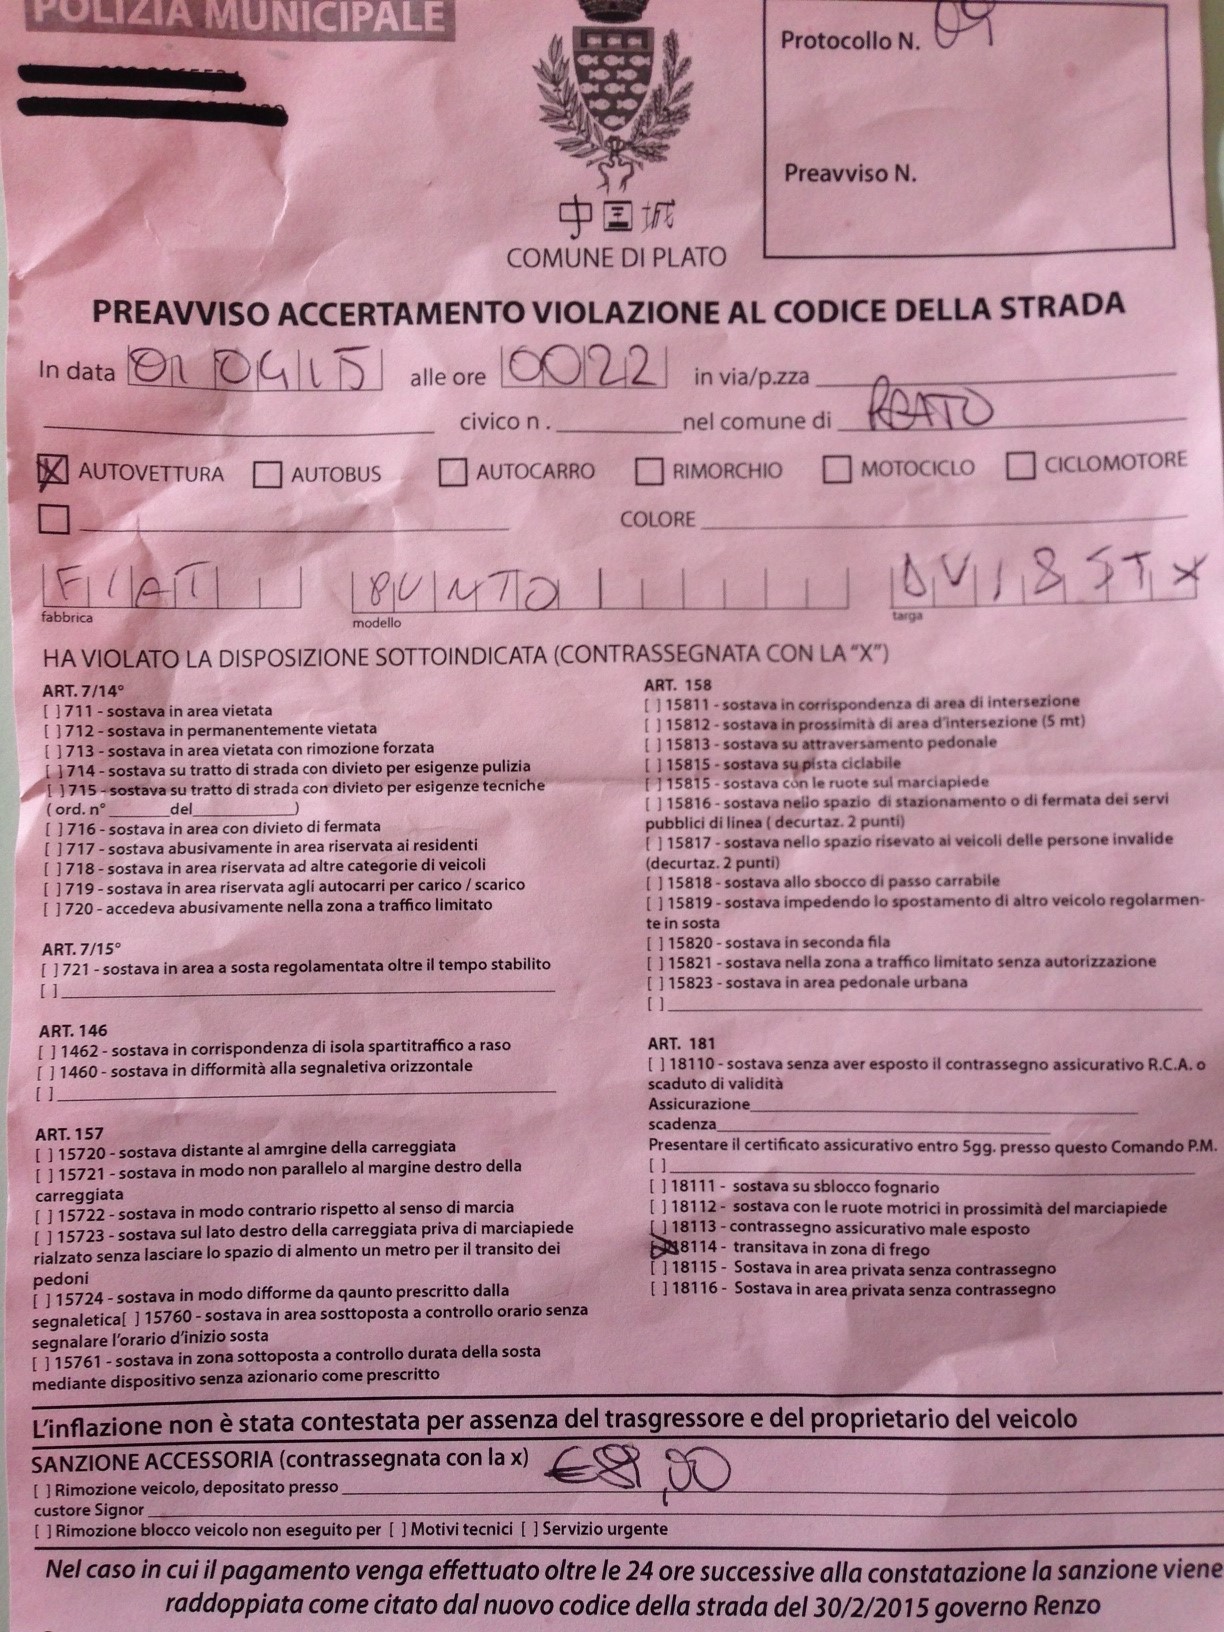 POLIZIA MUNICIPALE
Protocollo N. 09
Preavviso N.
中国城
COMUNE DI PLATO
PREAVVISO ACCERTAMENTO VIOLAZIONE AL CODICE DELLA STRADA
In data 01 04 15 alle ore 0022 in via/p.zza
civico n . nel comune di PRATO
AUTOVETTURA AUTOBUS AUTOCARRO RIMORCHIO MOTOCICLO CICLOMOTORE
COLORE
FIAT PUNTO DV 1 8 STX
fabbrica modello targa
HA VIOLATO LA DISPOSIZIONE SOTTOINDICATA (CONTRASSEGNATA CON LA "X")
ART. 7/14°
[ ] 711 - sostava in area vietata
[ ] 712 - sostava in permanentemente vietata
[ ] 713 - sostava in area vietata con rimozione forzata
[ ] 714 - sostava su tratto di strada con divieto per esigenze pulizia
[ ] 715 - sostava su tratto di strada con divieto per esigenze tecniche
( ord. n° ______del__________)
[ ] 716 - sostava in area con divieto di fermata
[ ] 717 - sostava abusivamente in area riservata ai residenti
[ ] 718 - sostava in area riservata ad altre categorie di veicoli
[ ] 719 - sostava in area riservata agli autocarri per carico / scarico
[ ] 720 - accedeva abusivamente nella zona a traffico limitato
ART. 7/15°
[ ] 721 - sostava in area a sosta regolamentata oltre il tempo stabilito
[ ]
ART. 146
[ ] 1462 - sostava in corrispondenza di isola spartitraffico a raso
[ ] 1460 - sostava in difformità alla segnaletiva orizzontale
[ ]
ART. 157
[ ] 15720 - sostava distante al amrgine della carreggiata
[ ] 15721 - sostava in modo non parallelo al margine destro della
carreggiata
[ ] 15722 - sostava in modo contrario rispetto al senso di marcia
[ ] 15723 - sostava sul lato destro della carreggiata priva di marciapiede
rialzato senza lasciare lo spazio di almento un metro per il transito dei
pedoni
[ ] 15724 - sostava in modo difforme da qaunto prescritto dalla
segnaletica[ ] 15760 - sostava in area sosttoposta a controllo orario senza
segnalare l'orario d'inizio sosta
[ ] 15761 - sostava in zona sottoposta a controllo durata della sosta
mediante dispositivo senza azionario come prescritto
ART. 158
[ ] 15811 - sostava in corrispondenza di area di intersezione
[ ] 15812 - sostava in prossimità di area d'intersezione (5 mt)
[ ] 15813 - sostava su attraversamento pedonale
[ ] 15815 - sostava su pista ciclabile
[ ] 15815 - sostava con le ruote sul marciapiede
[ ] 15816 - sostava nello spazio di stazionamento o di fermata dei servi
pubblici di linea ( decurtaz. 2 punti)
[ ] 15817 - sostava nello spazio risevato ai veicoli delle persone invalide
(decurtaz. 2 punti)
[ ] 15818 - sostava allo sbocco di passo carrabile
[ ] 15819 - sostava impedendo lo spostamento di altro veicolo regolarmen-
te in sosta
[ ] 15820 - sostava in seconda fila
[ ] 15821 - sostava nella zona a traffico limitato senza autorizzazione
[ ] 15823 - sostava in area pedonale urbana
[ ]
ART. 181
[ ] 18110 - sostava senza aver esposto il contrassegno assicurativo R.C.A. o
scaduto di validità
Assicurazione
scadenza
Presentare il certificato assicurativo entro 5gg. presso questo Comando P.M.
[ ]
[ ] 18111 - sostava su sblocco fognario
[ ] 18112 - sostava con le ruote motrici in prossimità del marciapiede
[ ] 18113 - contrassegno assicurativo male esposto
[X] 18114 - transitava in zona di frego
[ ] 18115 - Sostava in area privata senza contrassegno
[ ] 18116 - Sostava in area privata senza contrassegno
L'inflazione non è stata contestata per assenza del trasgressore e del proprietario del veicolo
SANZIONE ACCESSORIA (contrassegnata con la x)
[ ] Rimozione veicolo, depositato presso
custore Signor
[ ] Rimozione blocco veicolo non eseguito per [ ] Motivi tecnici [ ] Servizio urgente
Nel caso in cui il pagamento venga effettuato oltre le 24 ore successive alla constatazione la sanzione viene
raddoppiata come citato dal nuovo codice della strada del 30/2/2015 governo Renzo